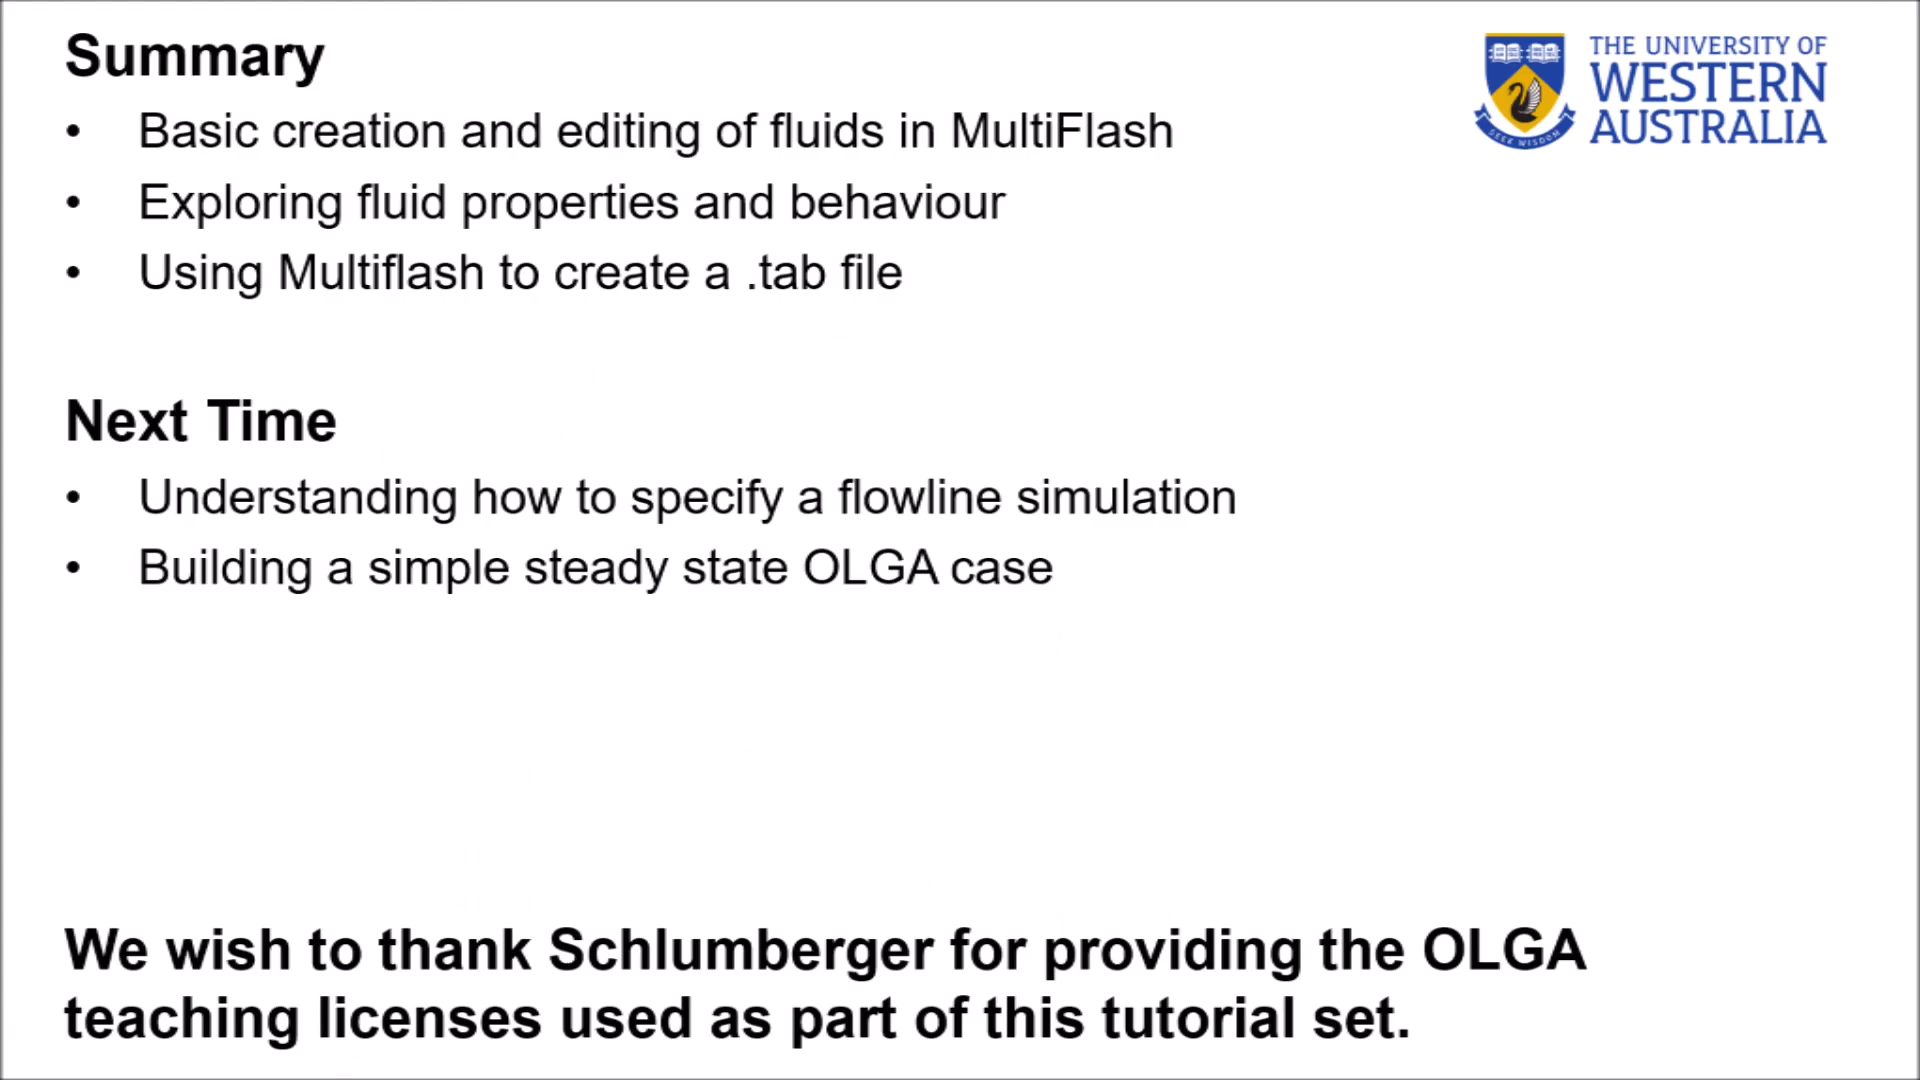 Summary
• Basic creation and editing of fluids in MultiFlash
• Exploring fluid properties and behaviour
• Using Multiflash to create a .tab file
Next Time
• Understanding how to specify a flowline simulation
• Building a simple steady state OLGA case
We wish to thank Schlumberger for providing the OLGA
teaching licenses used as part of this tutorial set.
THE UNIVERSITY OF
WESTERN
AUSTRALIA
SEEK WISDOM